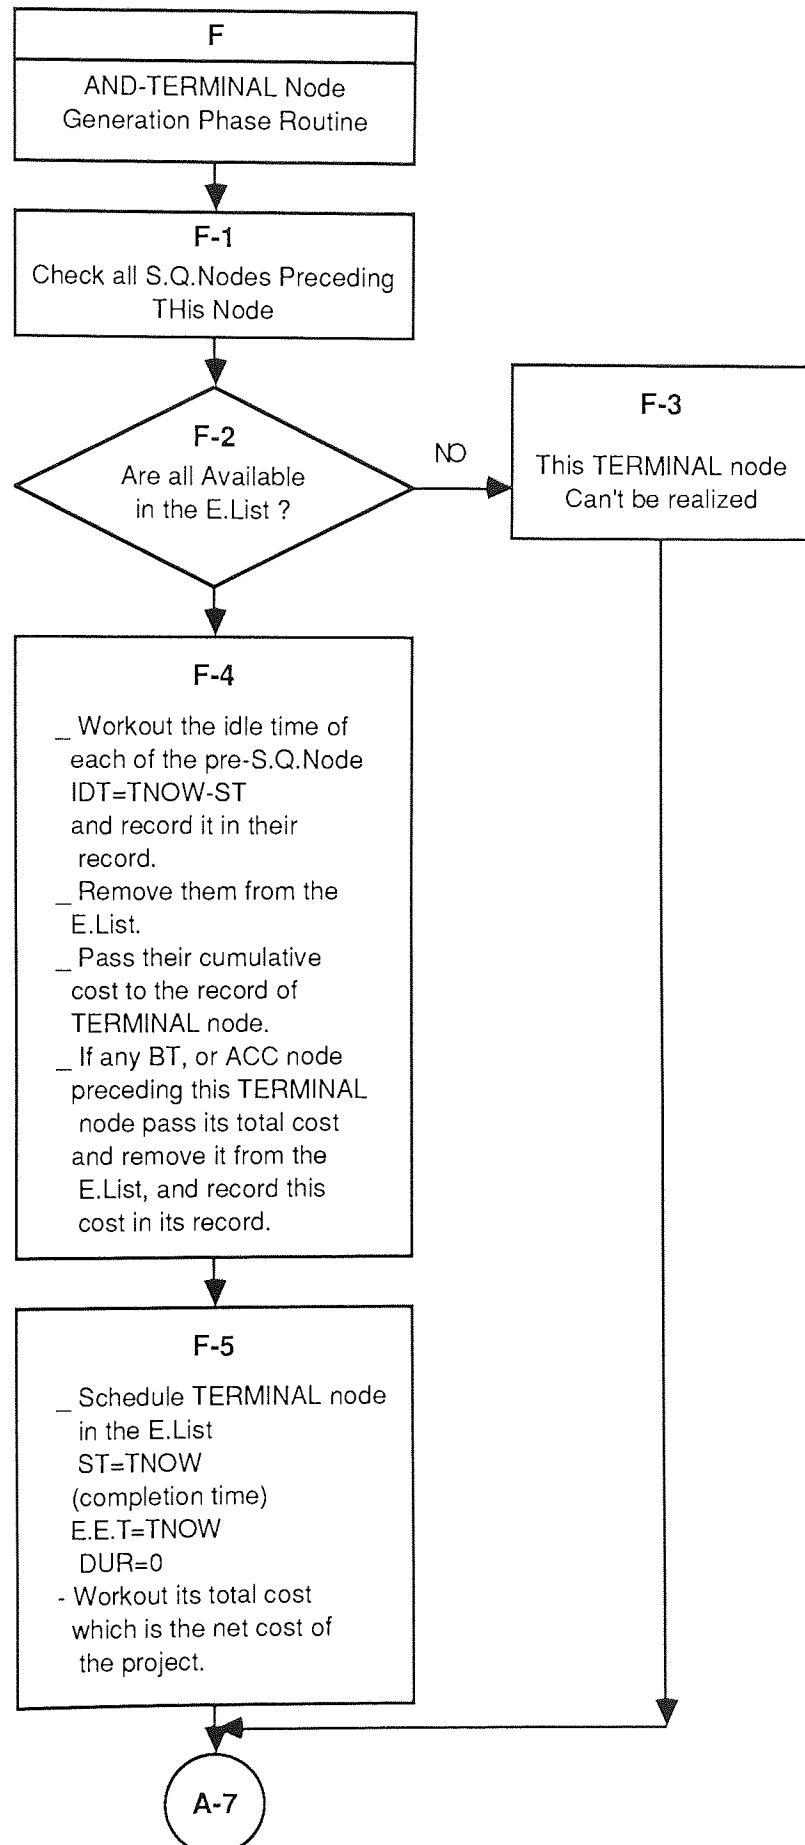 F
AND-TERMINAL Node
Generation Phase Routine
F-1
Check all S.Q.Nodes Preceding
THis Node
F-2
Are all Available
in the E.List ?
NO
F-3
This TERMINAL node
Can't be realized
F-4
_ Workout the idle time of
each of the pre-S.Q.Node
IDT=TNOW-ST
and record it in their
record.
_ Remove them from the
E.List.
_ Pass their cumulative
cost to the record of
TERMINAL node.
_ If any BT, or ACC node
preceding this TERMINAL
node pass its total cost
and remove it from the
E.List, and record this
cost in its record.
F-5
_ Schedule TERMINAL node
in the E.List
ST=TNOW
(completion time)
E.E.T=TNOW
DUR=0
- Workout its total cost
which is the net cost of
the project.
A-7